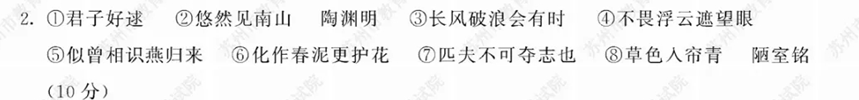 2. ①君子好逑 ②悠然见南山 陶渊明 ③长风破浪会有时 ④不畏浮云遮望眼
⑤似曾相识燕归来 ⑥化作春泥更护花 ⑦匹夫不可夺志也 ⑧草色入帘青 陋室铭
(10 分)